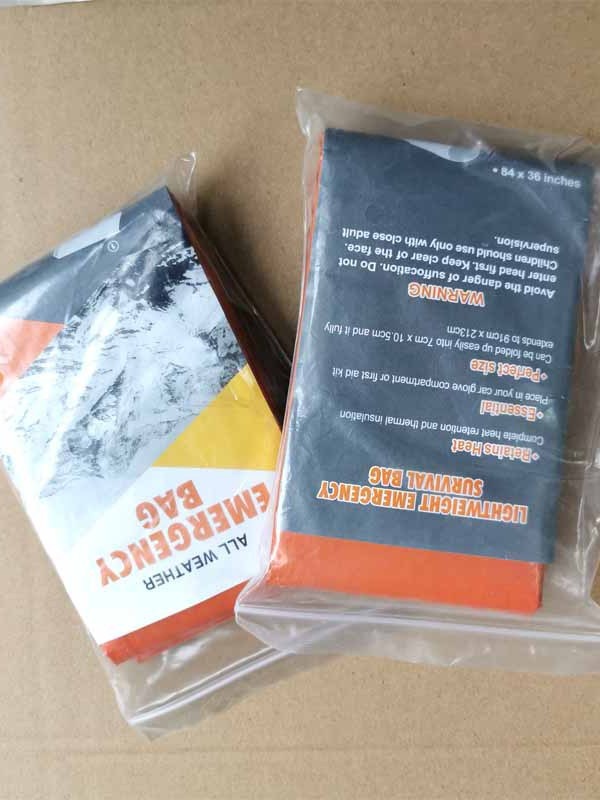 ALL WEATHER
EMERGENCY
BAG
LIGHTWEIGHT EMERGENCY
SURVIVAL BAG
+Retains Heat
Complete heat retention and thermal insulation
+Essential
Place in your car glove compartment or first aid kit
+Perfect size
Can be folded up easily into 7cm x 10.5cm and it fully
extends to 91cm x 213cm
WARNING
Avoid the danger of suffocation. Do not
enter head first. Keep clear of the face.
Children should use only with close adult
supervision.
• 84 x 36 inches